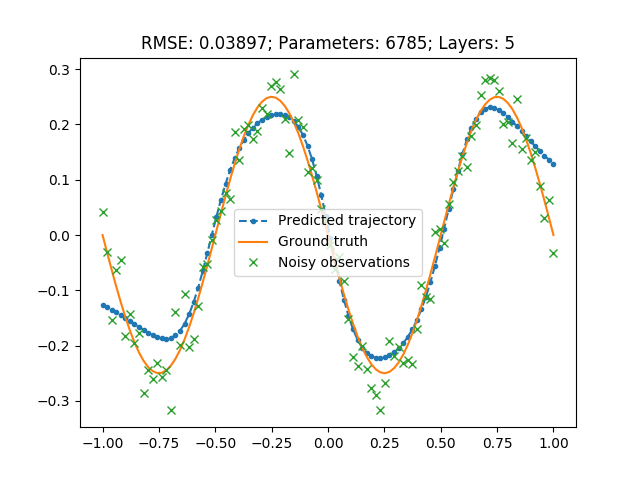 RMSE: 0.03897; Parameters: 6785; Layers: 5
0.3
0.2
0.1
0.0
−0.1
−0.2
−0.3
Predicted trajectory
Ground truth
Noisy observations
−1.00 −0.75 −0.50 −0.25 0.00 0.25 0.50 0.75 1.00